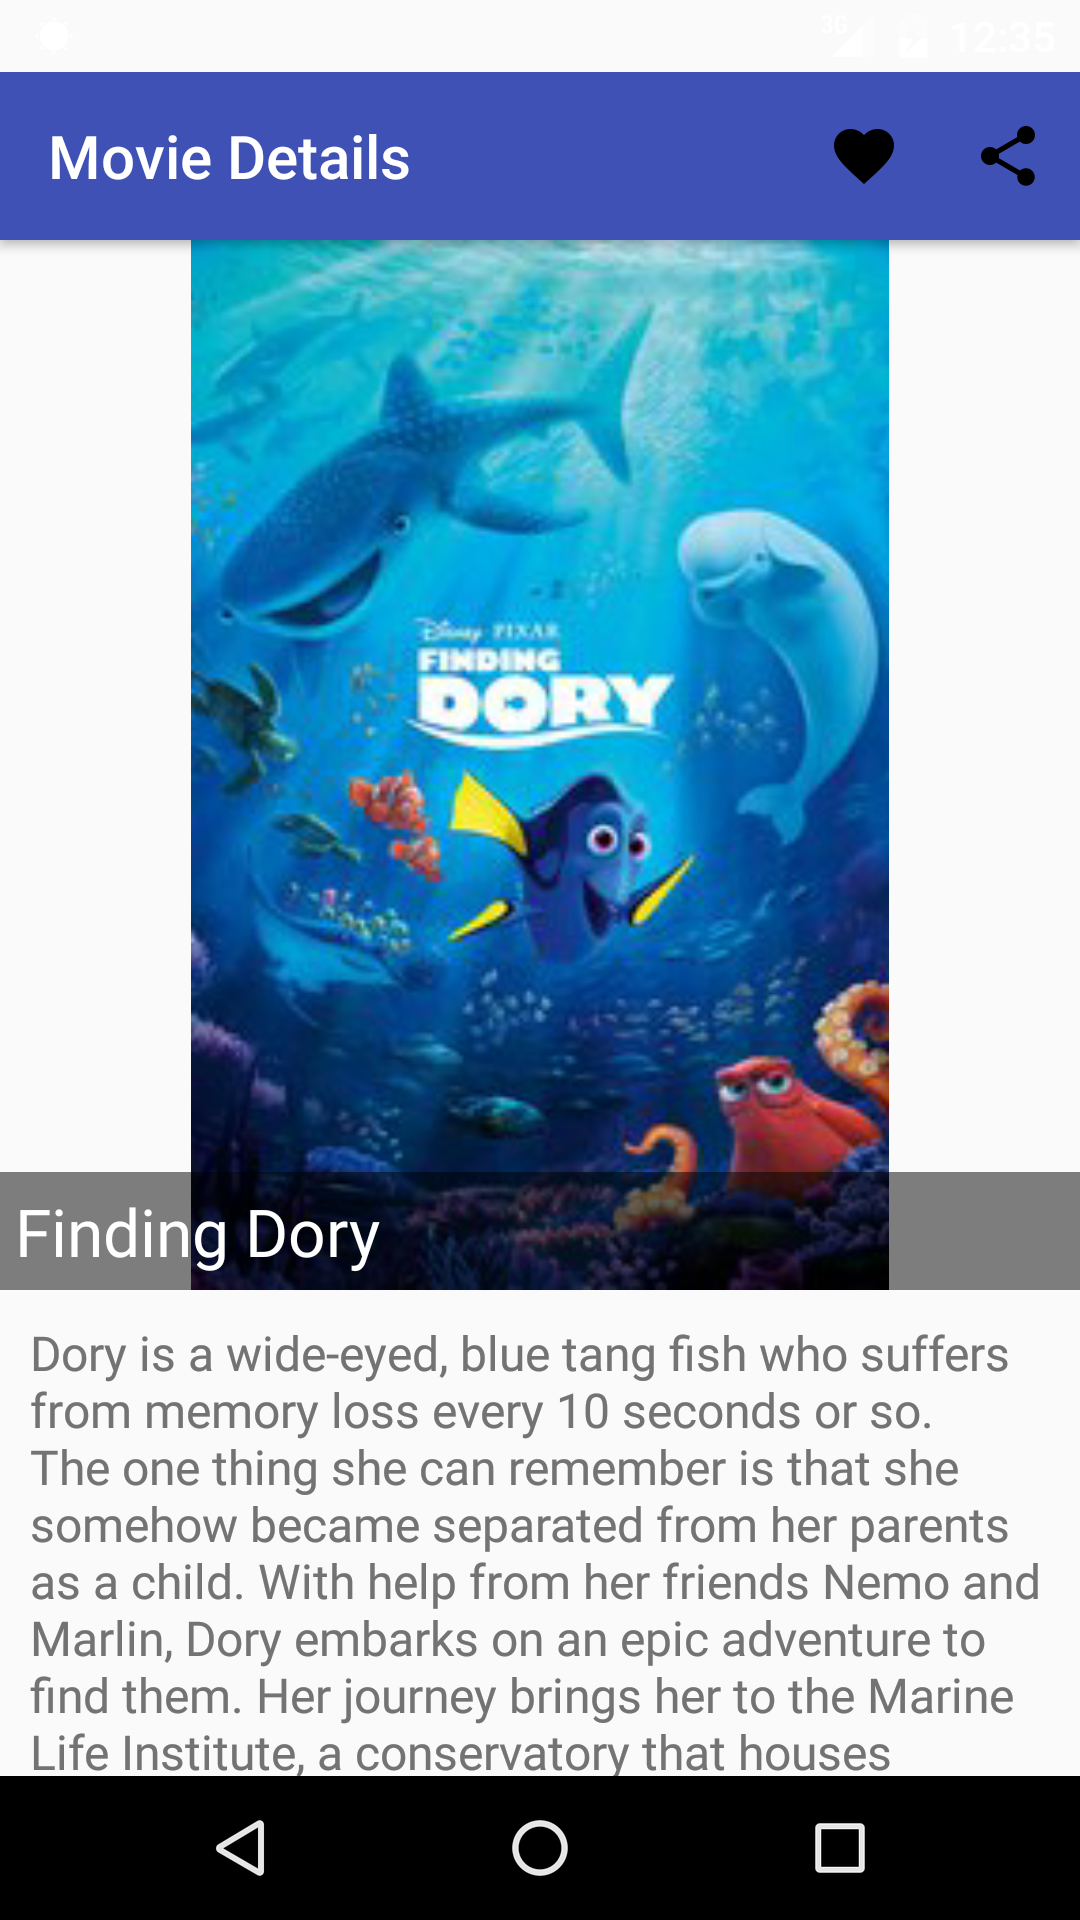 3G 12:35
Movie Details
Disney PIXAR
FINDING
DORY
Finding Dory
Dory is a wide-eyed, blue tang fish who suffers
from memory loss every 10 seconds or so.
The one thing she can remember is that she
somehow became separated from her parents
as a child. With help from her friends Nemo and
Marlin, Dory embarks on an epic adventure to
find them. Her journey brings her to the Marine
Life Institute, a conservatory that houses